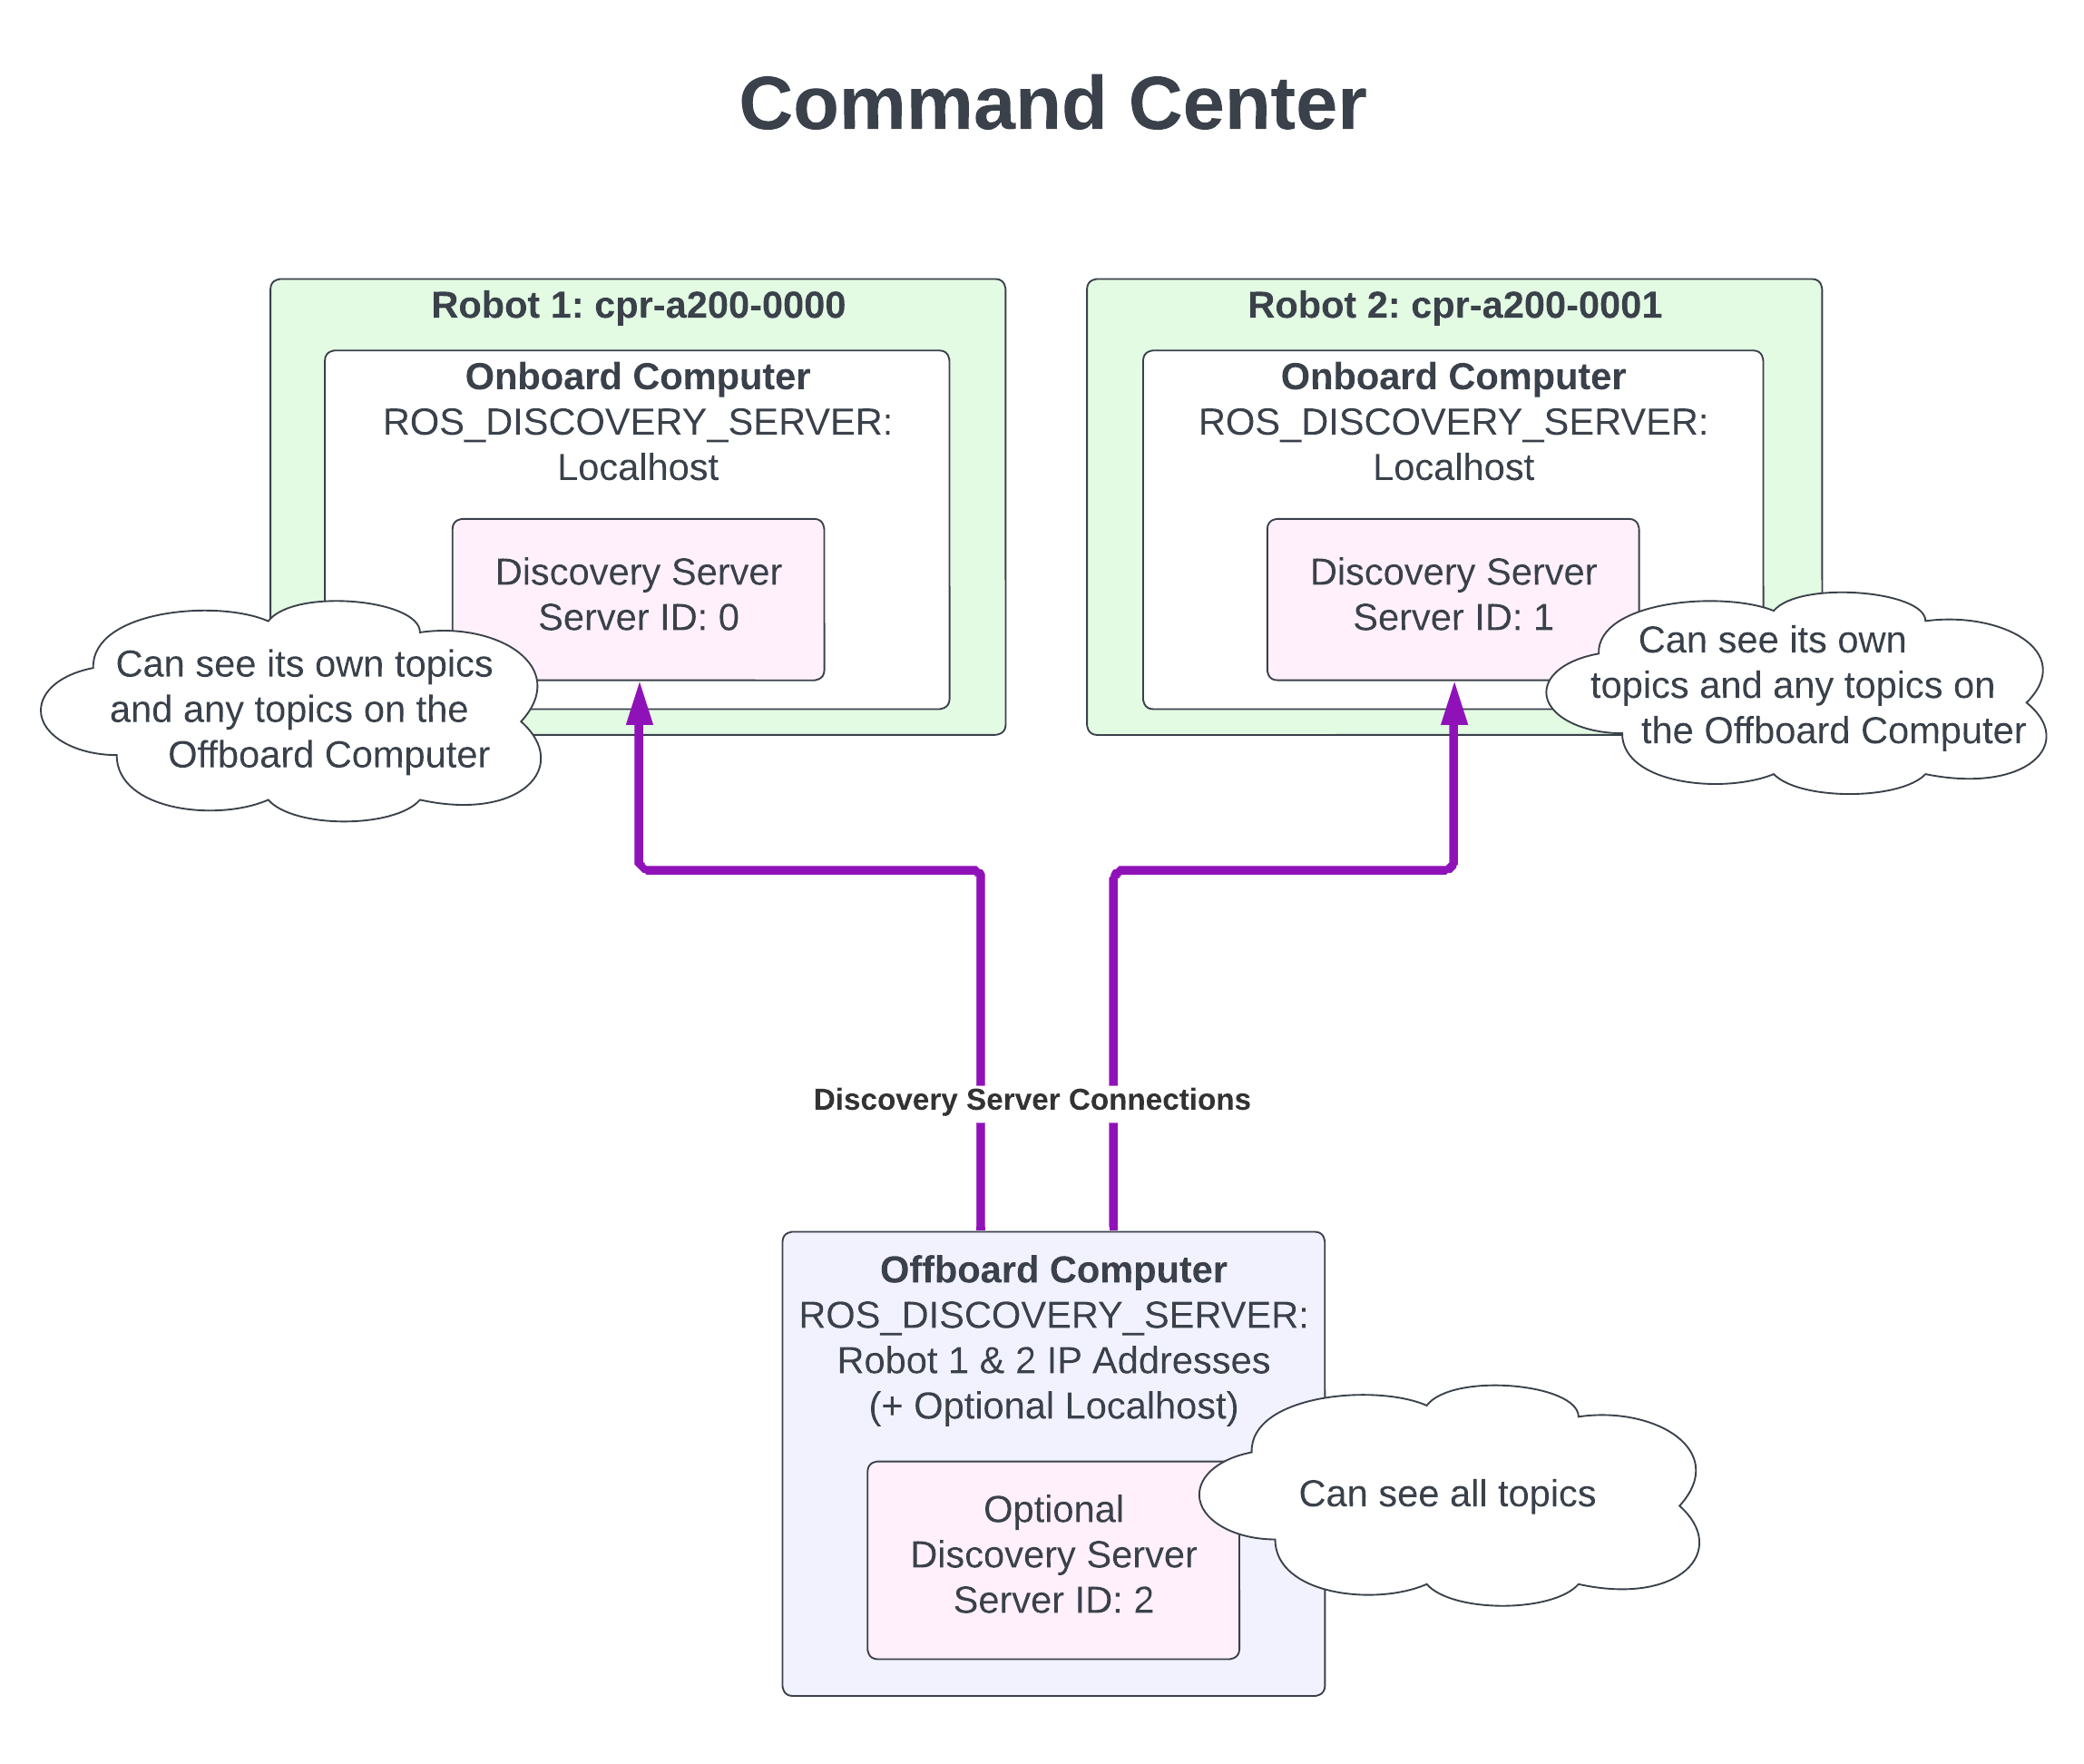 Command Center
Robot 1: cpr-a200-0000
Onboard Computer
ROS_DISCOVERY_SERVER:
Localhost
Discovery Server
Server ID: 0
Can see its own topics
and any topics on the
Offboard Computer
Robot 2: cpr-a200-0001
Onboard Computer
ROS_DISCOVERY_SERVER:
Localhost
Discovery Server
Server ID: 1
Can see its own
topics and any topics on
the Offboard Computer
Discovery Server Connections
Offboard Computer
ROS_DISCOVERY_SERVER:
Robot 1 & 2 IP Addresses
(+ Optional Localhost)
Optional
Discovery Server
Server ID: 2
Can see all topics